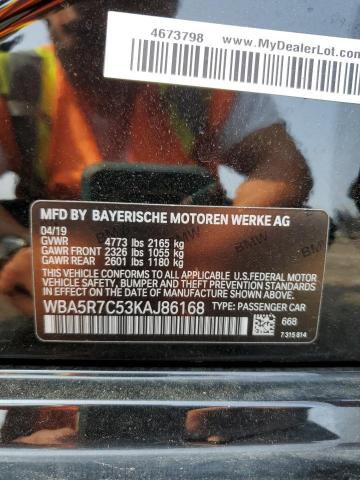 4673798
www.MyDealerLot.com
MFD BY BAYERISCHE MOTOREN WERKE AG
04/19
GVWR 4773 lbs 2165 kg
GAWR FRONT 2326 lbs 1055 kg
GAWR REAR 2601 lbs 1180 kg
THIS VEHICLE CONFORMS TO ALL APPLICABLE U.S.FEDERAL MOTOR
VEHICLE SAFETY, BUMPER AND THEFT PREVENTION STANDARDS IN
EFFECT ON THE DATE OF MANUFACTURE SHOWN ABOVE.
WBA5R7C53KAJ86168 TYPE: PASSENGER CAR
668
7 315 814